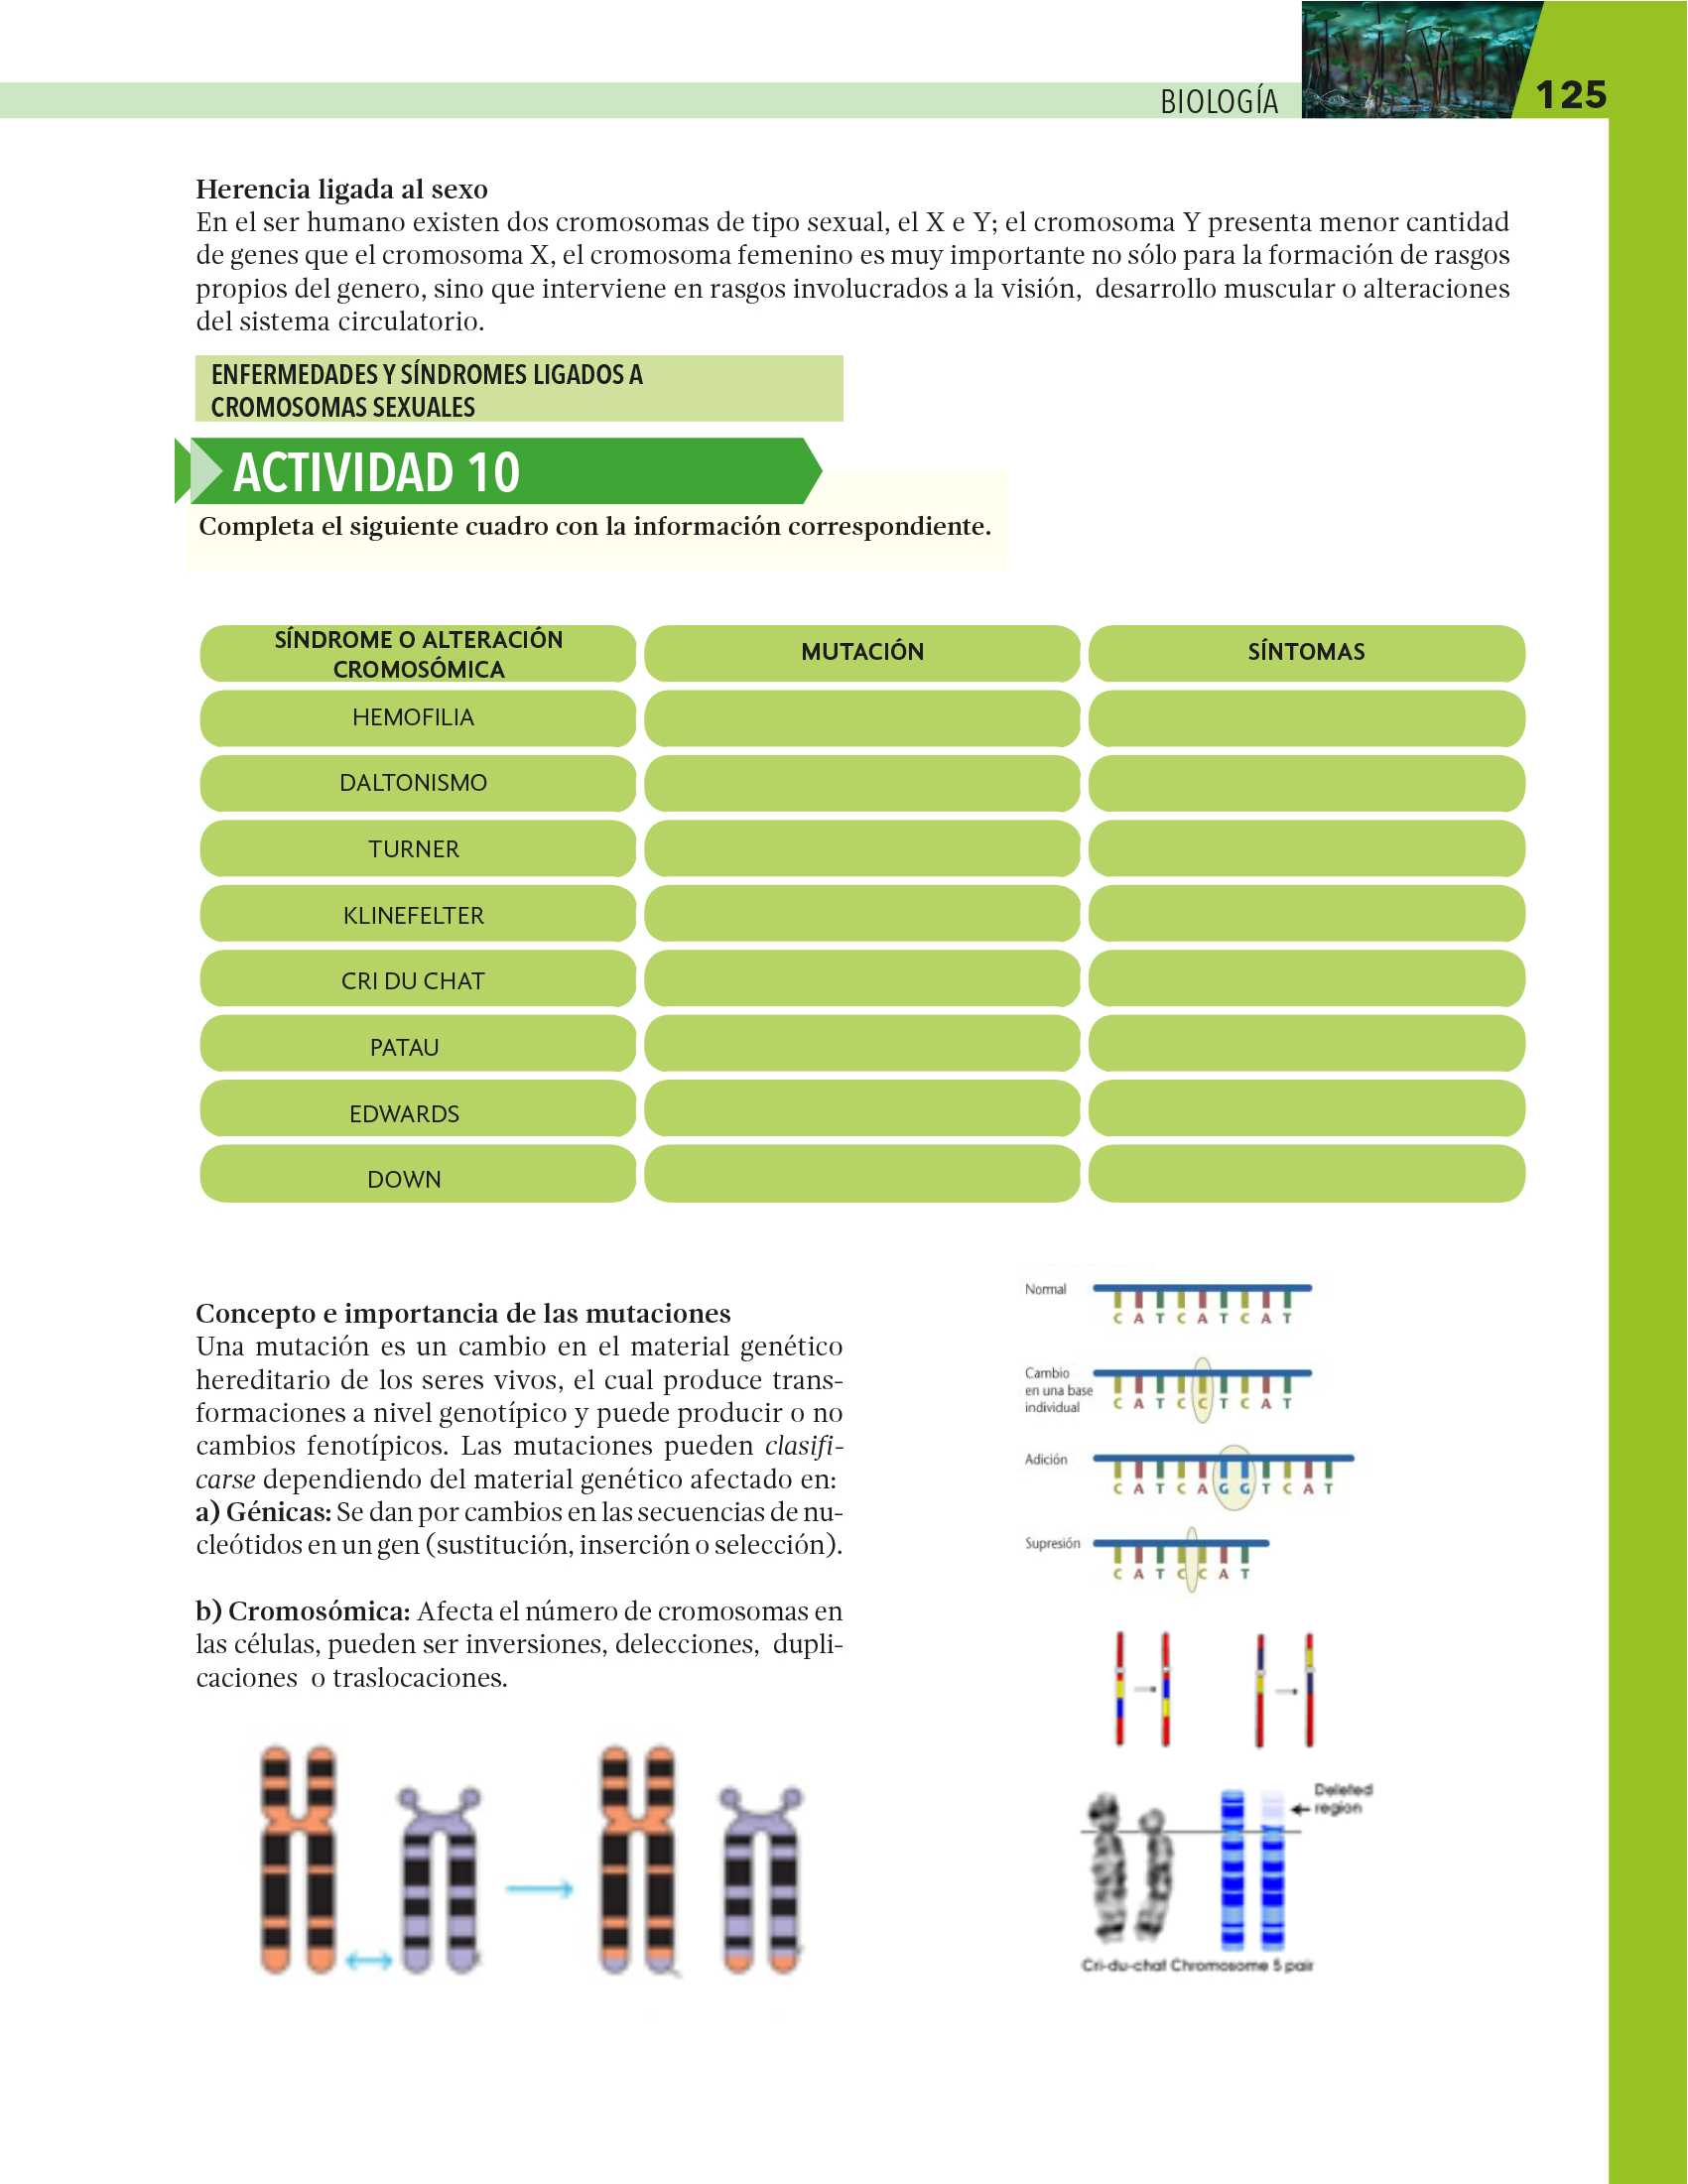 BIOLOGÍA
125
Herencia ligada al sexo
En el ser humano existen dos cromosomas de tipo sexual, el X e Y; el cromosoma Y presenta menor cantidad
de genes que el cromosoma X, el cromosoma femenino es muy importante no sólo para la formación de rasgos
propios del genero, sino que interviene en rasgos involucrados a la visión, desarrollo muscular o alteraciones
del sistema circulatorio.
ENFERMEDADES Y SÍNDROMES LIGADOS A
CROMOSOMAS SEXUALES
ACTIVIDAD 10
Completa el siguiente cuadro con la información correspondiente.
SÍNDROME O ALTERACIÓN
CROMOSÓMICA
MUTACIÓN
SÍNTOMAS
HEMOFILIA
DALTONISMO
TURNER
KLINEFELTER
CRI DU CHAT
PATAU
EDWARDS
DOWN
Concepto e importancia de las mutaciones
Una mutación es un cambio en el material genético
hereditario de los seres vivos, el cual produce trans-
formaciones a nivel genotípico y puede producir o no
cambios fenotípicos. Las mutaciones pueden clasifi-
carse dependiendo del material genético afectado en:
a) Génicas: Se dan por cambios en las secuencias de nu-
cleótidos en un gen (sustitución, inserción o selección).
b) Cromosómica: Afecta el número de cromosomas en
las células, pueden ser inversiones, delecciones, dupli-
caciones o traslocaciones.
Normal
C A T C A T C A T
Cambio
en una base
individual
C A T C C T C A T
Adición
C A T C A G G T C A T
Supresión
C A T C C A T
Deleted
region
Cri-du-chat Chromosome 5 pair